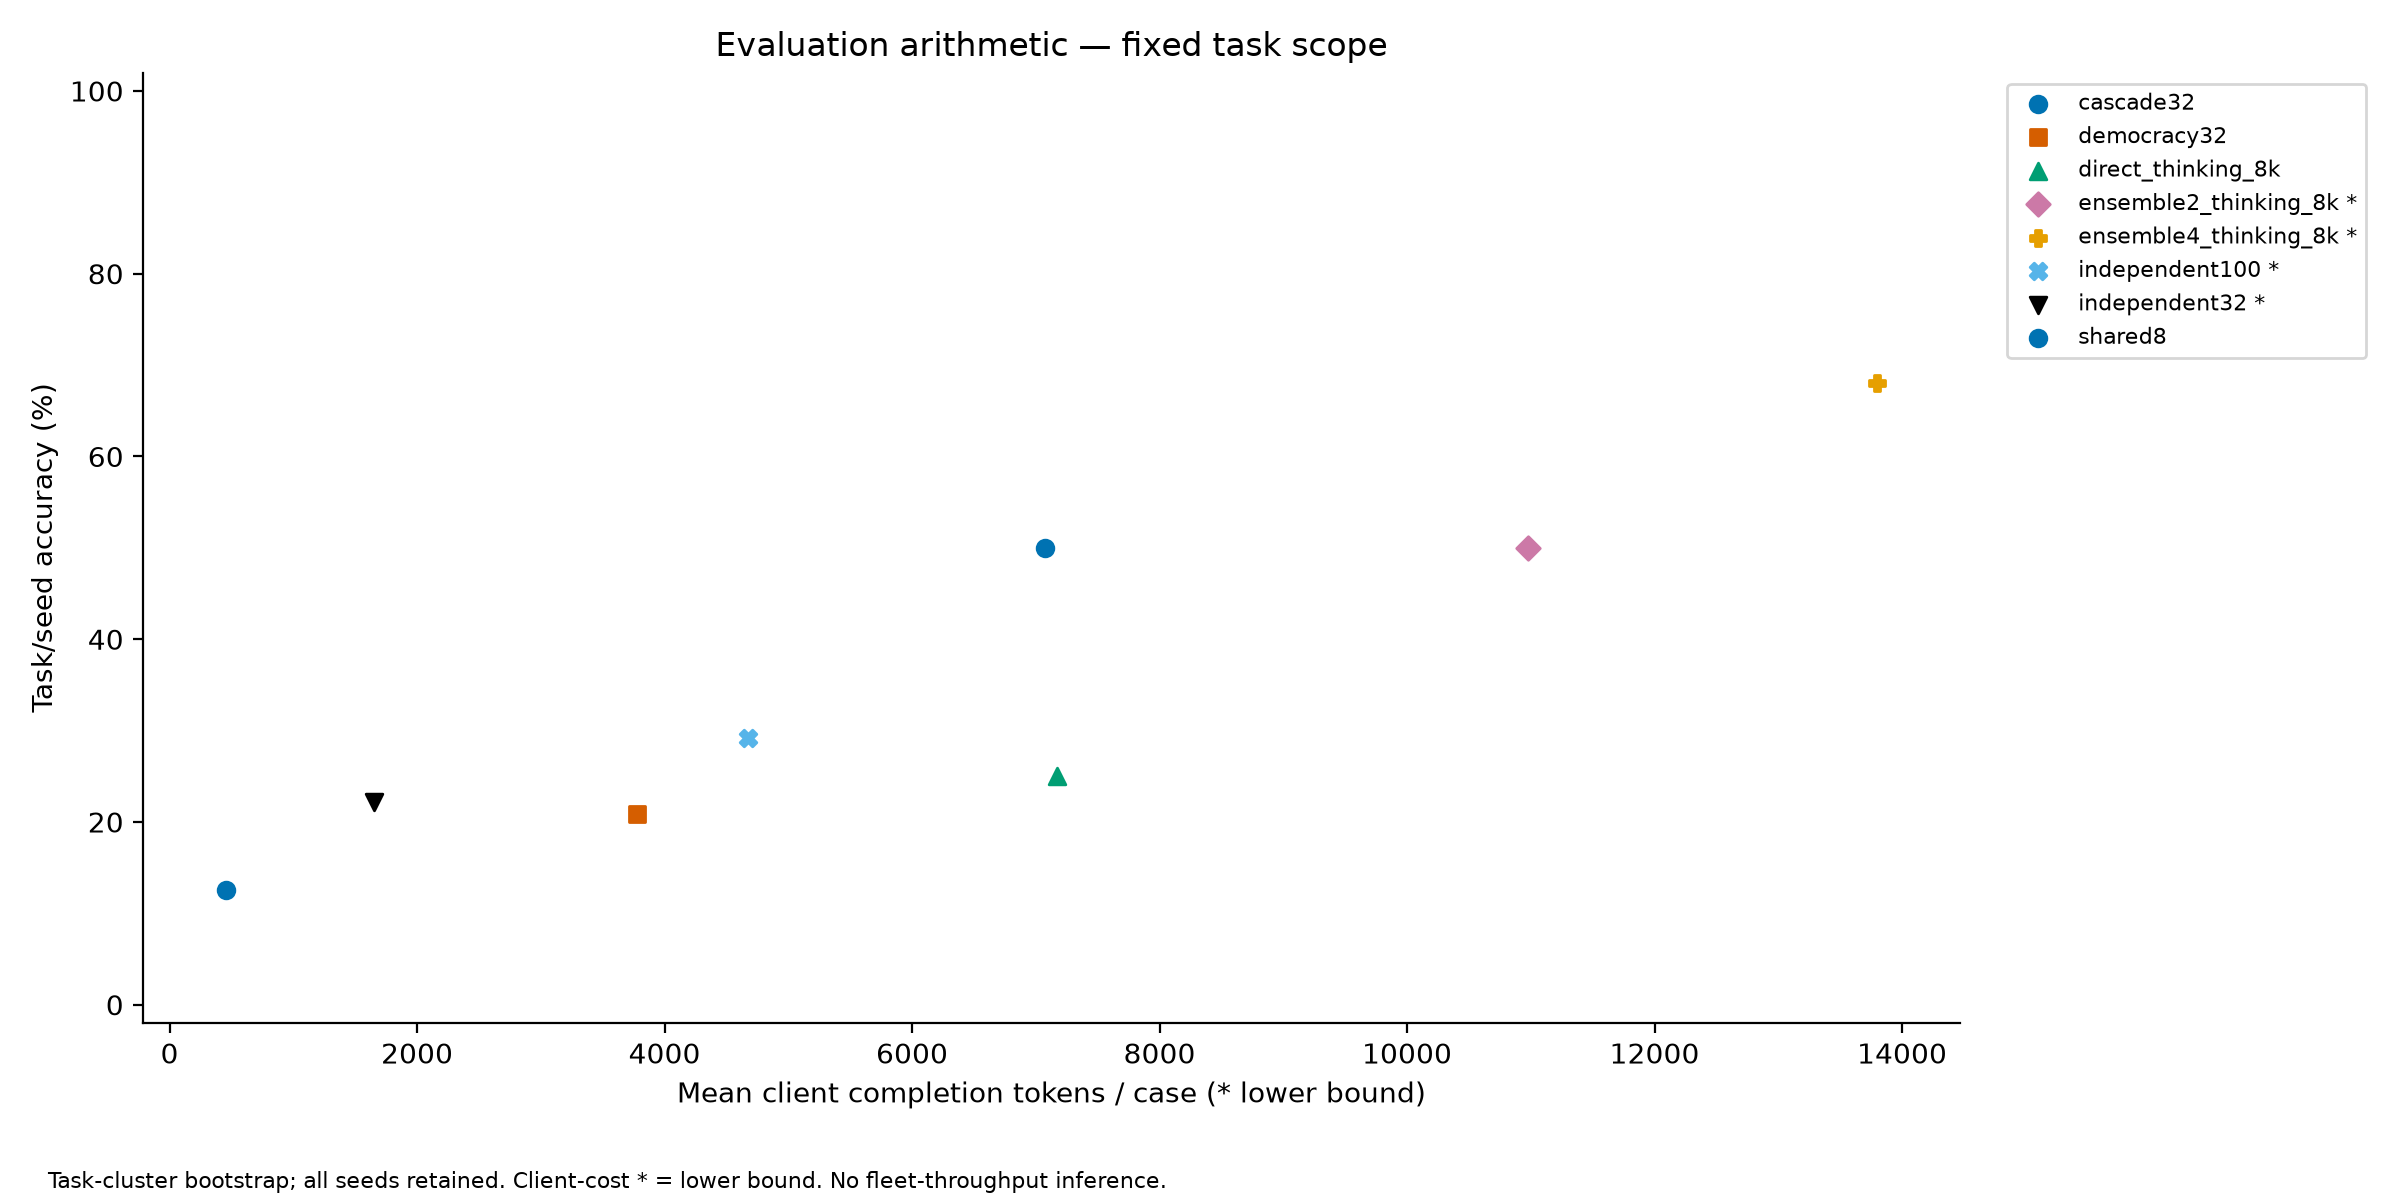 Evaluation arithmetic — fixed task scope
100
80
60
40
20
0
Task/seed accuracy (%)
0 2000 4000 6000 8000 10000 12000 14000
Mean client completion tokens / case (* lower bound)
cascade32
democracy32
direct_thinking_8k
ensemble2_thinking_8k *
ensemble4_thinking_8k *
independent100 *
independent32 *
shared8
Task-cluster bootstrap; all seeds retained. Client-cost * = lower bound. No fleet-throughput inference.